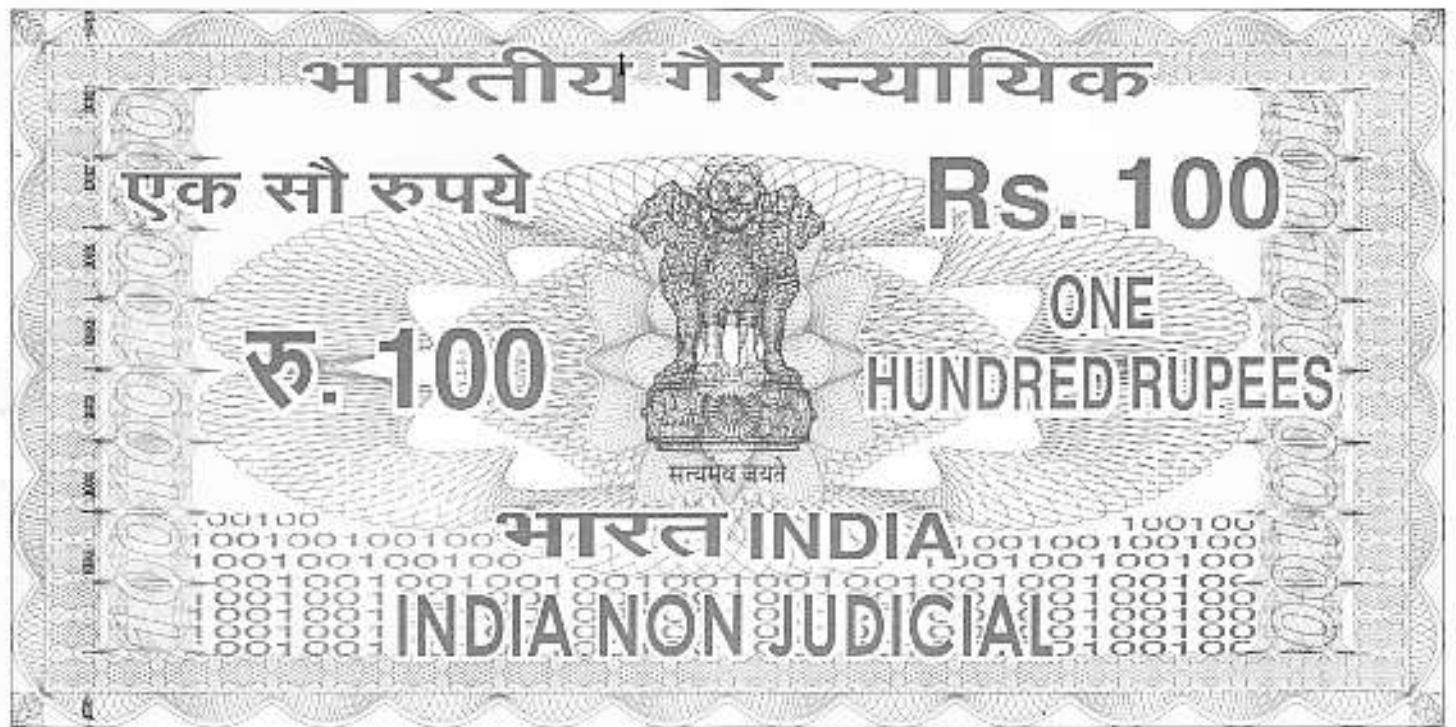 भारतीय गैर न्यायिक
एक सौ रुपये
Rs. 100
रु. 100
ONE
HUNDRED RUPEES
सत्यमेव जयते
भारत INDIA
INDIA NON JUDICIAL